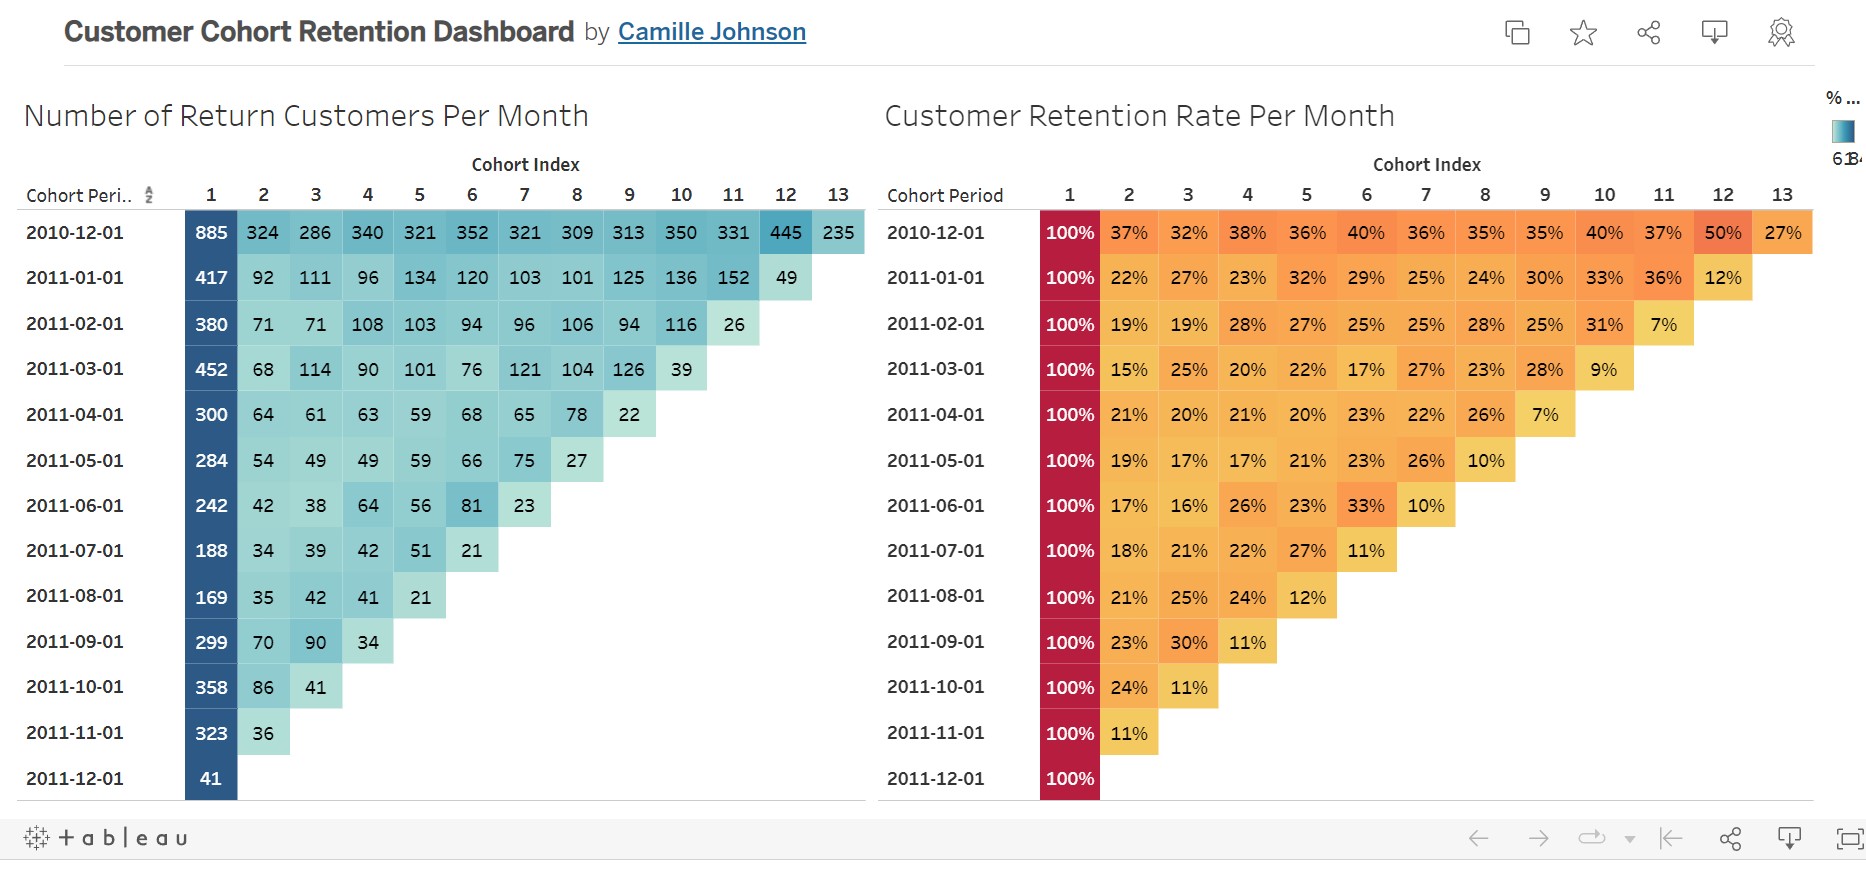 Customer Cohort Retention Dashboard by Camille Johnson
Number of Return Customers Per Month
Cohort Index
Cohort Peri.. 1 2 3 4 5 6 7 8 9 10 11 12 13
2010-12-01 885 324 286 340 321 352 321 309 313 350 331 445 235
2011-01-01 417 92 111 96 134 120 103 101 125 136 152 49
2011-02-01 380 71 71 108 103 94 96 106 94 116 26
2011-03-01 452 68 114 90 101 76 121 104 126 39
2011-04-01 300 64 61 63 59 68 65 78 22
2011-05-01 284 54 49 49 59 66 75 27
2011-06-01 242 42 38 64 56 81 23
2011-07-01 188 34 39 42 51 21
2011-08-01 169 35 42 41 21
2011-09-01 299 70 90 34
2011-10-01 358 86 41
2011-11-01 323 36
2011-12-01 41
Customer Retention Rate Per Month
Cohort Index
Cohort Period 1 2 3 4 5 6 7 8 9 10 11 12 13
2010-12-01 100% 37% 32% 38% 36% 40% 36% 35% 35% 40% 37% 50% 27%
2011-01-01 100% 22% 27% 23% 32% 29% 25% 24% 30% 33% 36% 12%
2011-02-01 100% 19% 19% 28% 27% 25% 25% 28% 25% 31% 7%
2011-03-01 100% 15% 25% 20% 22% 17% 27% 23% 28% 9%
2011-04-01 100% 21% 20% 21% 20% 23% 22% 26% 7%
2011-05-01 100% 19% 17% 17% 21% 23% 26% 10%
2011-06-01 100% 17% 16% 26% 23% 33% 10%
2011-07-01 100% 18% 21% 22% 27% 11%
2011-08-01 100% 21% 25% 24% 12%
2011-09-01 100% 23% 30% 11%
2011-10-01 100% 24% 11%
2011-11-01 100% 11%
2011-12-01 100%
% ...
+ableau